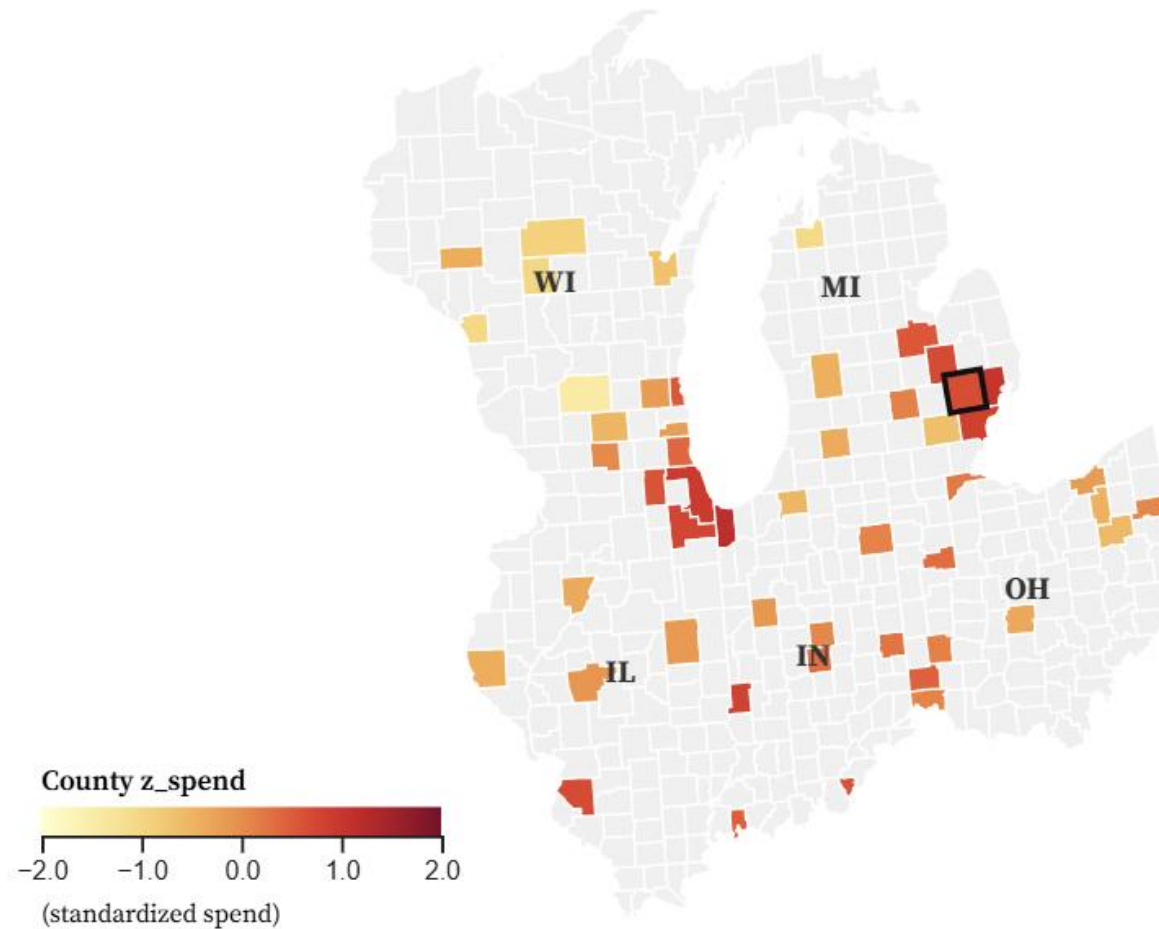 WI
MI
OH
IN
IL
County z_spend
−2.0 −1.0 0.0 1.0 2.0
(standardized spend)